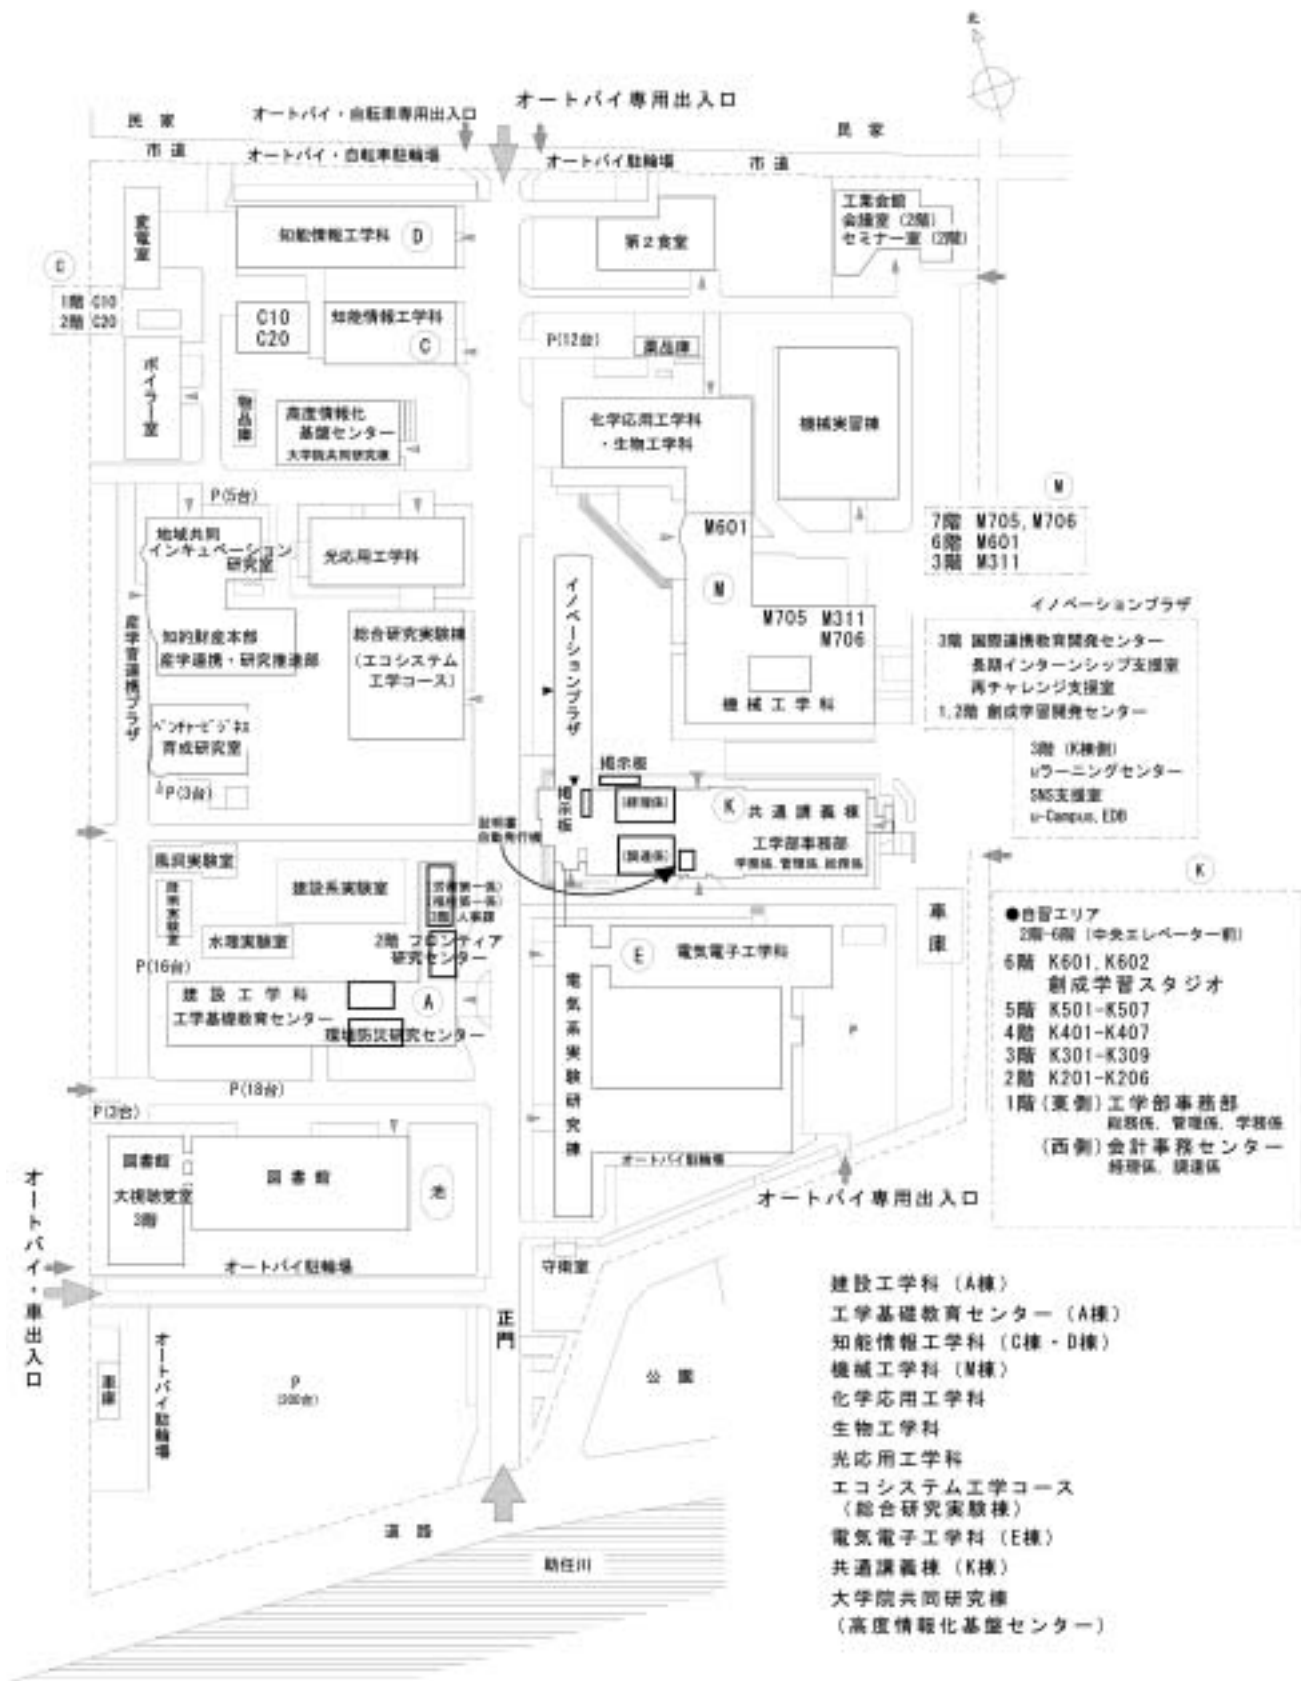 北
オートバイ専用出入口
オートバイ・自転車専用出入口
民家
民家
市道
オートバイ・自転車駐輪場
オートバイ駐輪場
市道
変電室
知能情報工学科 D
第2食堂
工業会館
会議室 (2階)
セミナー室 (2階)
C
1階 C10
2階 C20
C10
C20
知能情報工学科
C
P(12台)
薬品庫
ボイラー室
物品庫
高度情報化
基盤センター
大学院共同研究棟
化学応用工学科
・生物工学科
機械実習棟
P(5台)
地域共同
インキュベーション
研究室
光応用工学科
M601
M
M
7階 M705, M706
6階 M601
3階 M311
イノベーションプラザ
M705 M311
M706
機械工学科
産学官連携プラザ
知的財産本部
産学連携・研究推進部
総合研究実験棟
(エコシステム
工学コース)
イノベーションプラザ
3階 国際連携教育開発センター
長期インターンシップ支援室
再チャレンジ支援室
1,2階 創成学習開発センター
3階 (K棟側)
uラーニングセンター
SNS支援室
u-Campus, EDB
ベンチャービジネス
育成研究室
P(3台)
掲示板
掲示板
(経理係)
K 共通講義棟
証明書
自動発行機
(調達係)
工学部事務部
学務係、管理係、総務係
風洞実験室
建設系実験室
(労務第一係)
3階 人事課
水理実験室
2階 フロンティア
研究センター
P(16台)
建設工学科
A
工学基礎教育センター
環境防災研究センター
E 電気電子工学科
電気系実験研究棟
車庫
P
K
●自習エリア
2階-6階 (中央エレベーター前)
6階 K601, K602
創成学習スタジオ
5階 K501-K507
4階 K401-K407
3階 K301-K309
2階 K201-K206
1階 (東側) 工学部事務部
総務係、管理係、学務係
(西側) 会計事務センター
経理係、調達係
P(18台)
P(3台)
図書館
大視聴覚室
3階
図書館
池
オートバイ駐輪場
オートバイ専用出入口
オートバイ・車出入口
オートバイ駐輪場
守衛室
正門
車庫
オートバイ駐輪場
P
(300台)
公園
道路
助任川
建設工学科 (A棟)
工学基礎教育センター (A棟)
知能情報工学科 (C棟・D棟)
機械工学科 (M棟)
化学応用工学科
生物工学科
光応用工学科
エコシステム工学コース
(総合研究実験棟)
電気電子工学科 (E棟)
共通講義棟 (K棟)
大学院共同研究棟
(高度情報化基盤センター)